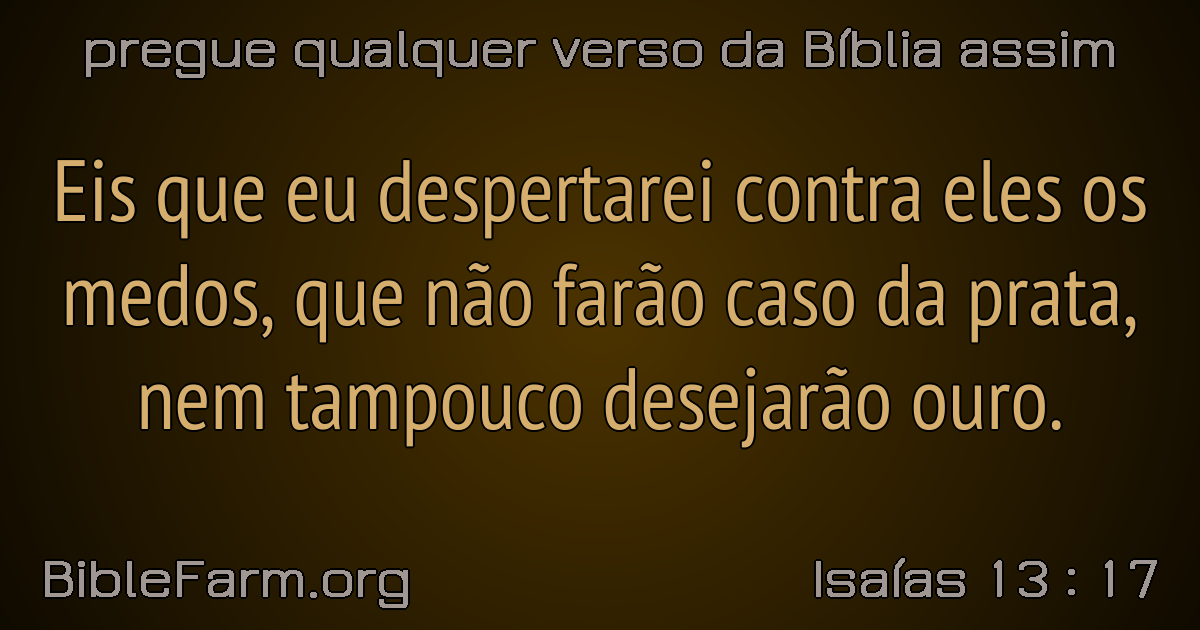 pregue qualquer verso da Bíblia assim
Eis que eu despertarei contra eles os
medos, que não farão caso da prata,
nem tampouco desejarão ouro.
BibleFarm.org
Isaías 13 : 17